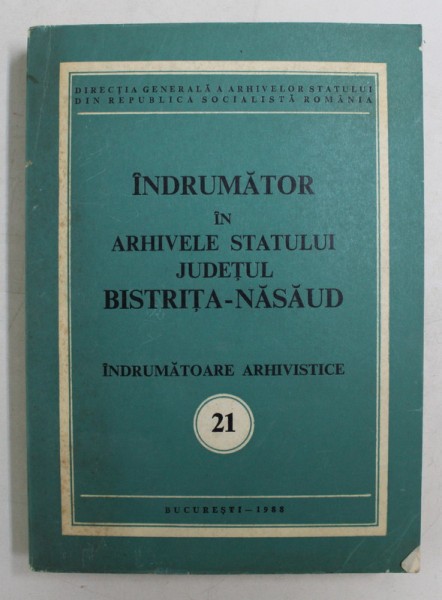 DIRECȚIA GENERALĂ A ARHIVELOR STATULUI
DIN REPUBLICA SOCIALISTĂ ROMÂNIA
ÎNDRUMĂTOR
ÎN
ARHIVELE STATULUI
JUDEȚUL
BISTRIȚA-NĂSĂUD
ÎNDRUMĂTOARE ARHIVISTICE
21
BUCUREȘTI — 1988